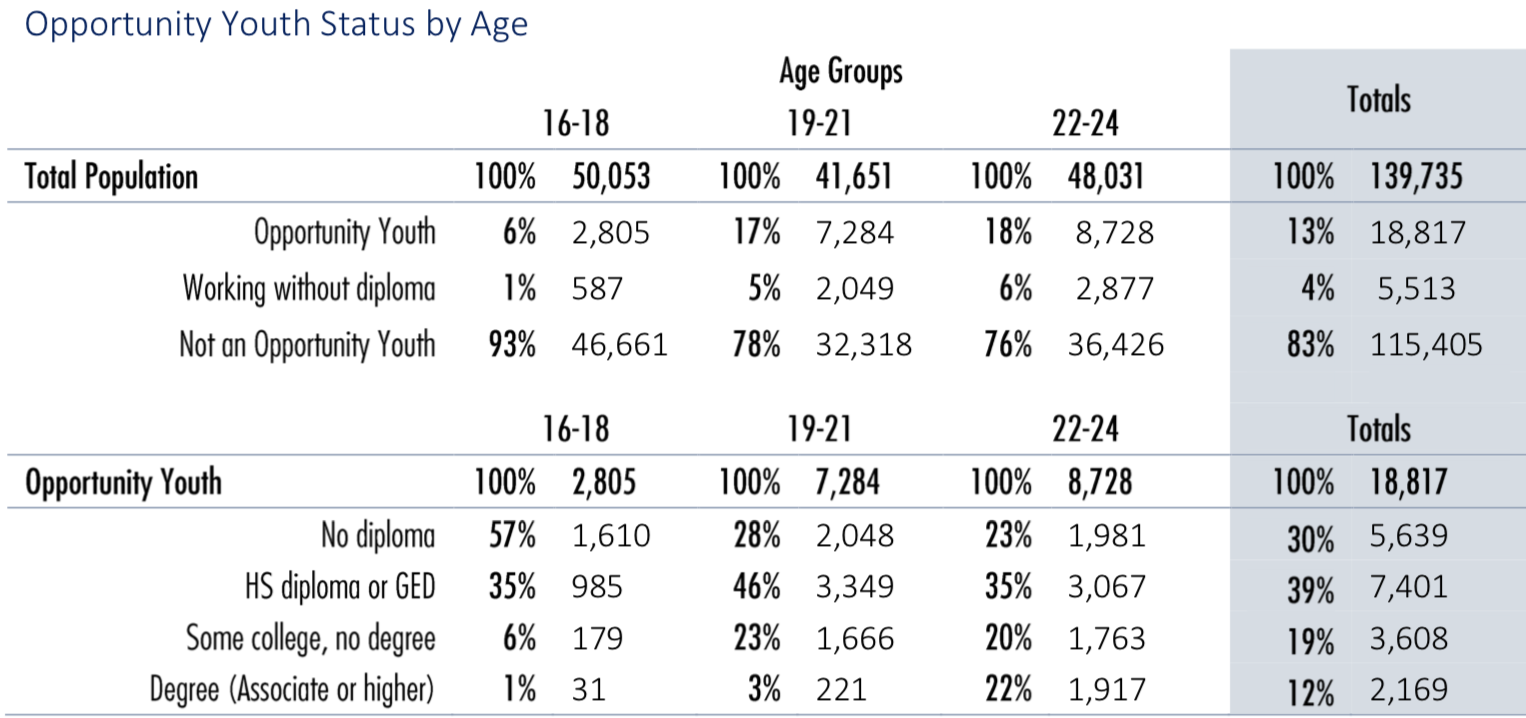 Opportunity Youth Status by Age
Age Groups
Totals
16-18 19-21 22-24
Total Population 100% 50,053 100% 41,651 100% 48,031 100% 139,735
Opportunity Youth 6% 2,805 17% 7,284 18% 8,728 13% 18,817
Working without diploma 1% 587 5% 2,049 6% 2,877 4% 5,513
Not an Opportunity Youth 93% 46,661 78% 32,318 76% 36,426 83% 115,405
16-18 19-21 22-24 Totals
Opportunity Youth 100% 2,805 100% 7,284 100% 8,728 100% 18,817
No diploma 57% 1,610 28% 2,048 23% 1,981 30% 5,639
HS diploma or GED 35% 985 46% 3,349 35% 3,067 39% 7,401
Some college, no degree 6% 179 23% 1,666 20% 1,763 19% 3,608
Degree (Associate or higher) 1% 31 3% 221 22% 1,917 12% 2,169